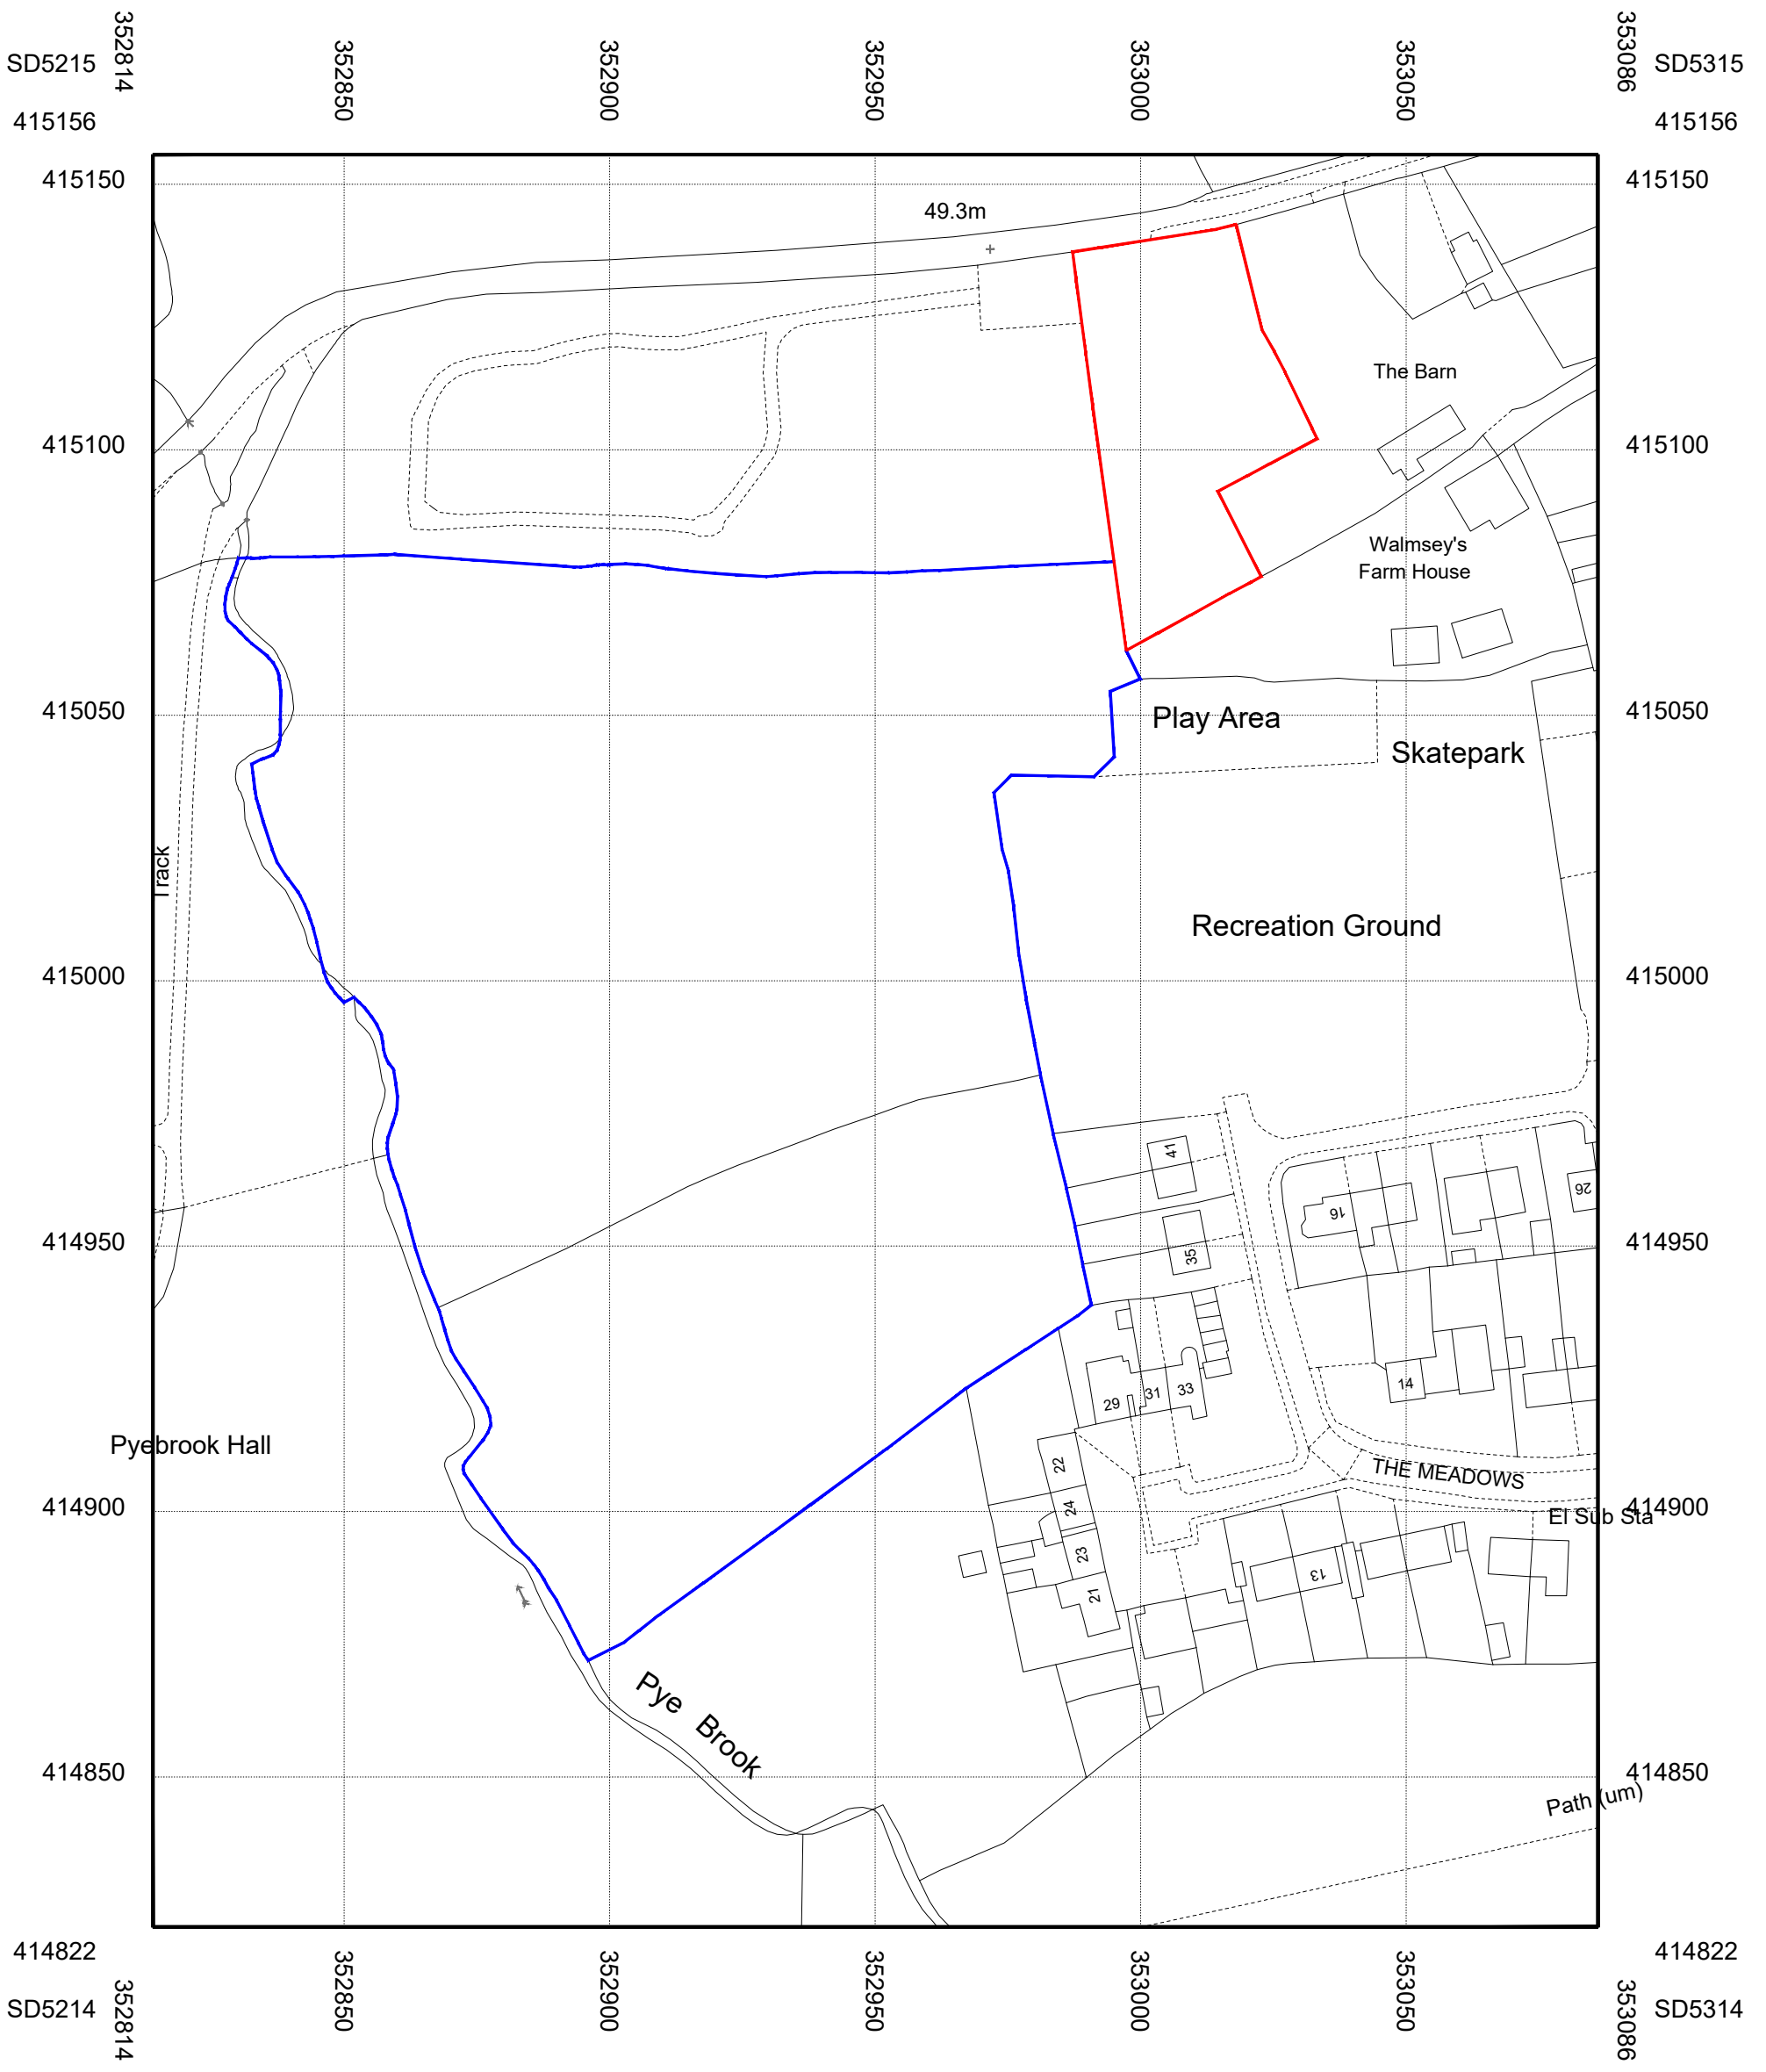 SD5215
352814
352850
352900
352950
353000
353050
353086
SD5315
415156
415156
415150
415150
49.3m
The Barn
415100
415100
Walmsey's
Farm House
415050
415050
Play Area
Skatepark
Track
Recreation Ground
415000
415000
41
16
26
35
414950
414950
14
29
31
33
Pyebrook Hall
22
THE MEADOWS
414900
24
414900
El Sub Sta
23
13
21
Pye Brook
414850
414850
Path (um)
414822
414822
SD5214
352814
352850
352900
352950
353000
353050
353086
SD5314